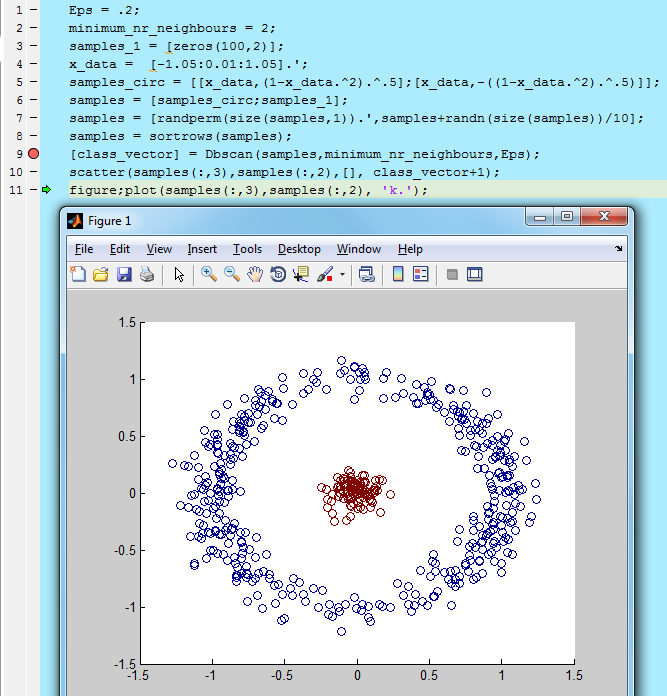 1 Eps = .2;
2 minimum_nr_neighbours = 2;
3 samples_1 = [zeros(100,2)];
4 x_data =  [-1.05:0.01:1.05].';
5 samples_circ = [[x_data,(1-x_data.^2).^.5];[x_data,-((1-x_data.^2).^.5)]];
6 samples = [samples_circ;samples_1];
7 samples = [randperm(size(samples,1)).',samples+randn(size(samples))/10];
8 samples = sortrows(samples);
9 [class_vector] = Dbscan(samples,minimum_nr_neighbours,Eps);
10 scatter(samples(:,3),samples(:,2),[], class_vector+1);
11 figure;plot(samples(:,3),samples(:,2), 'k.');
Figure 1
File Edit View Insert Tools Desktop Window Help
1.5
1
0.5
0
-0.5
-1
-1.5
-1.5 -1 -0.5 0 0.5 1 1.5